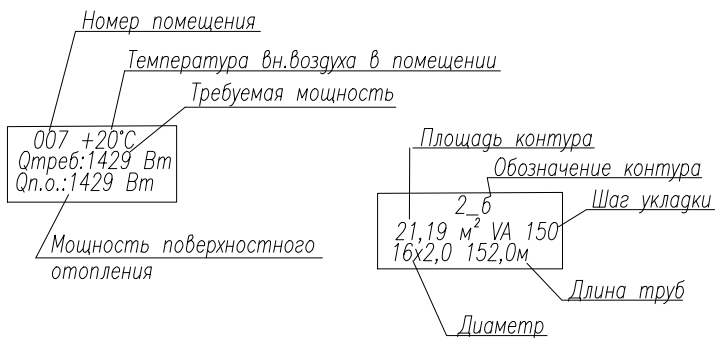 Номер помещения
Температура вн.воздуха в помещении
Требуемая мощность
007 +20°C
Qтреб:1429 Вт
Qп.о.:1429 Вт
Мощность поверхностного
отопления
Площадь контура
Обозначение контура
Шаг укладки
2_б
21,19 м² VA 150
16х2,0 152,0м
Длина труб
Диаметр